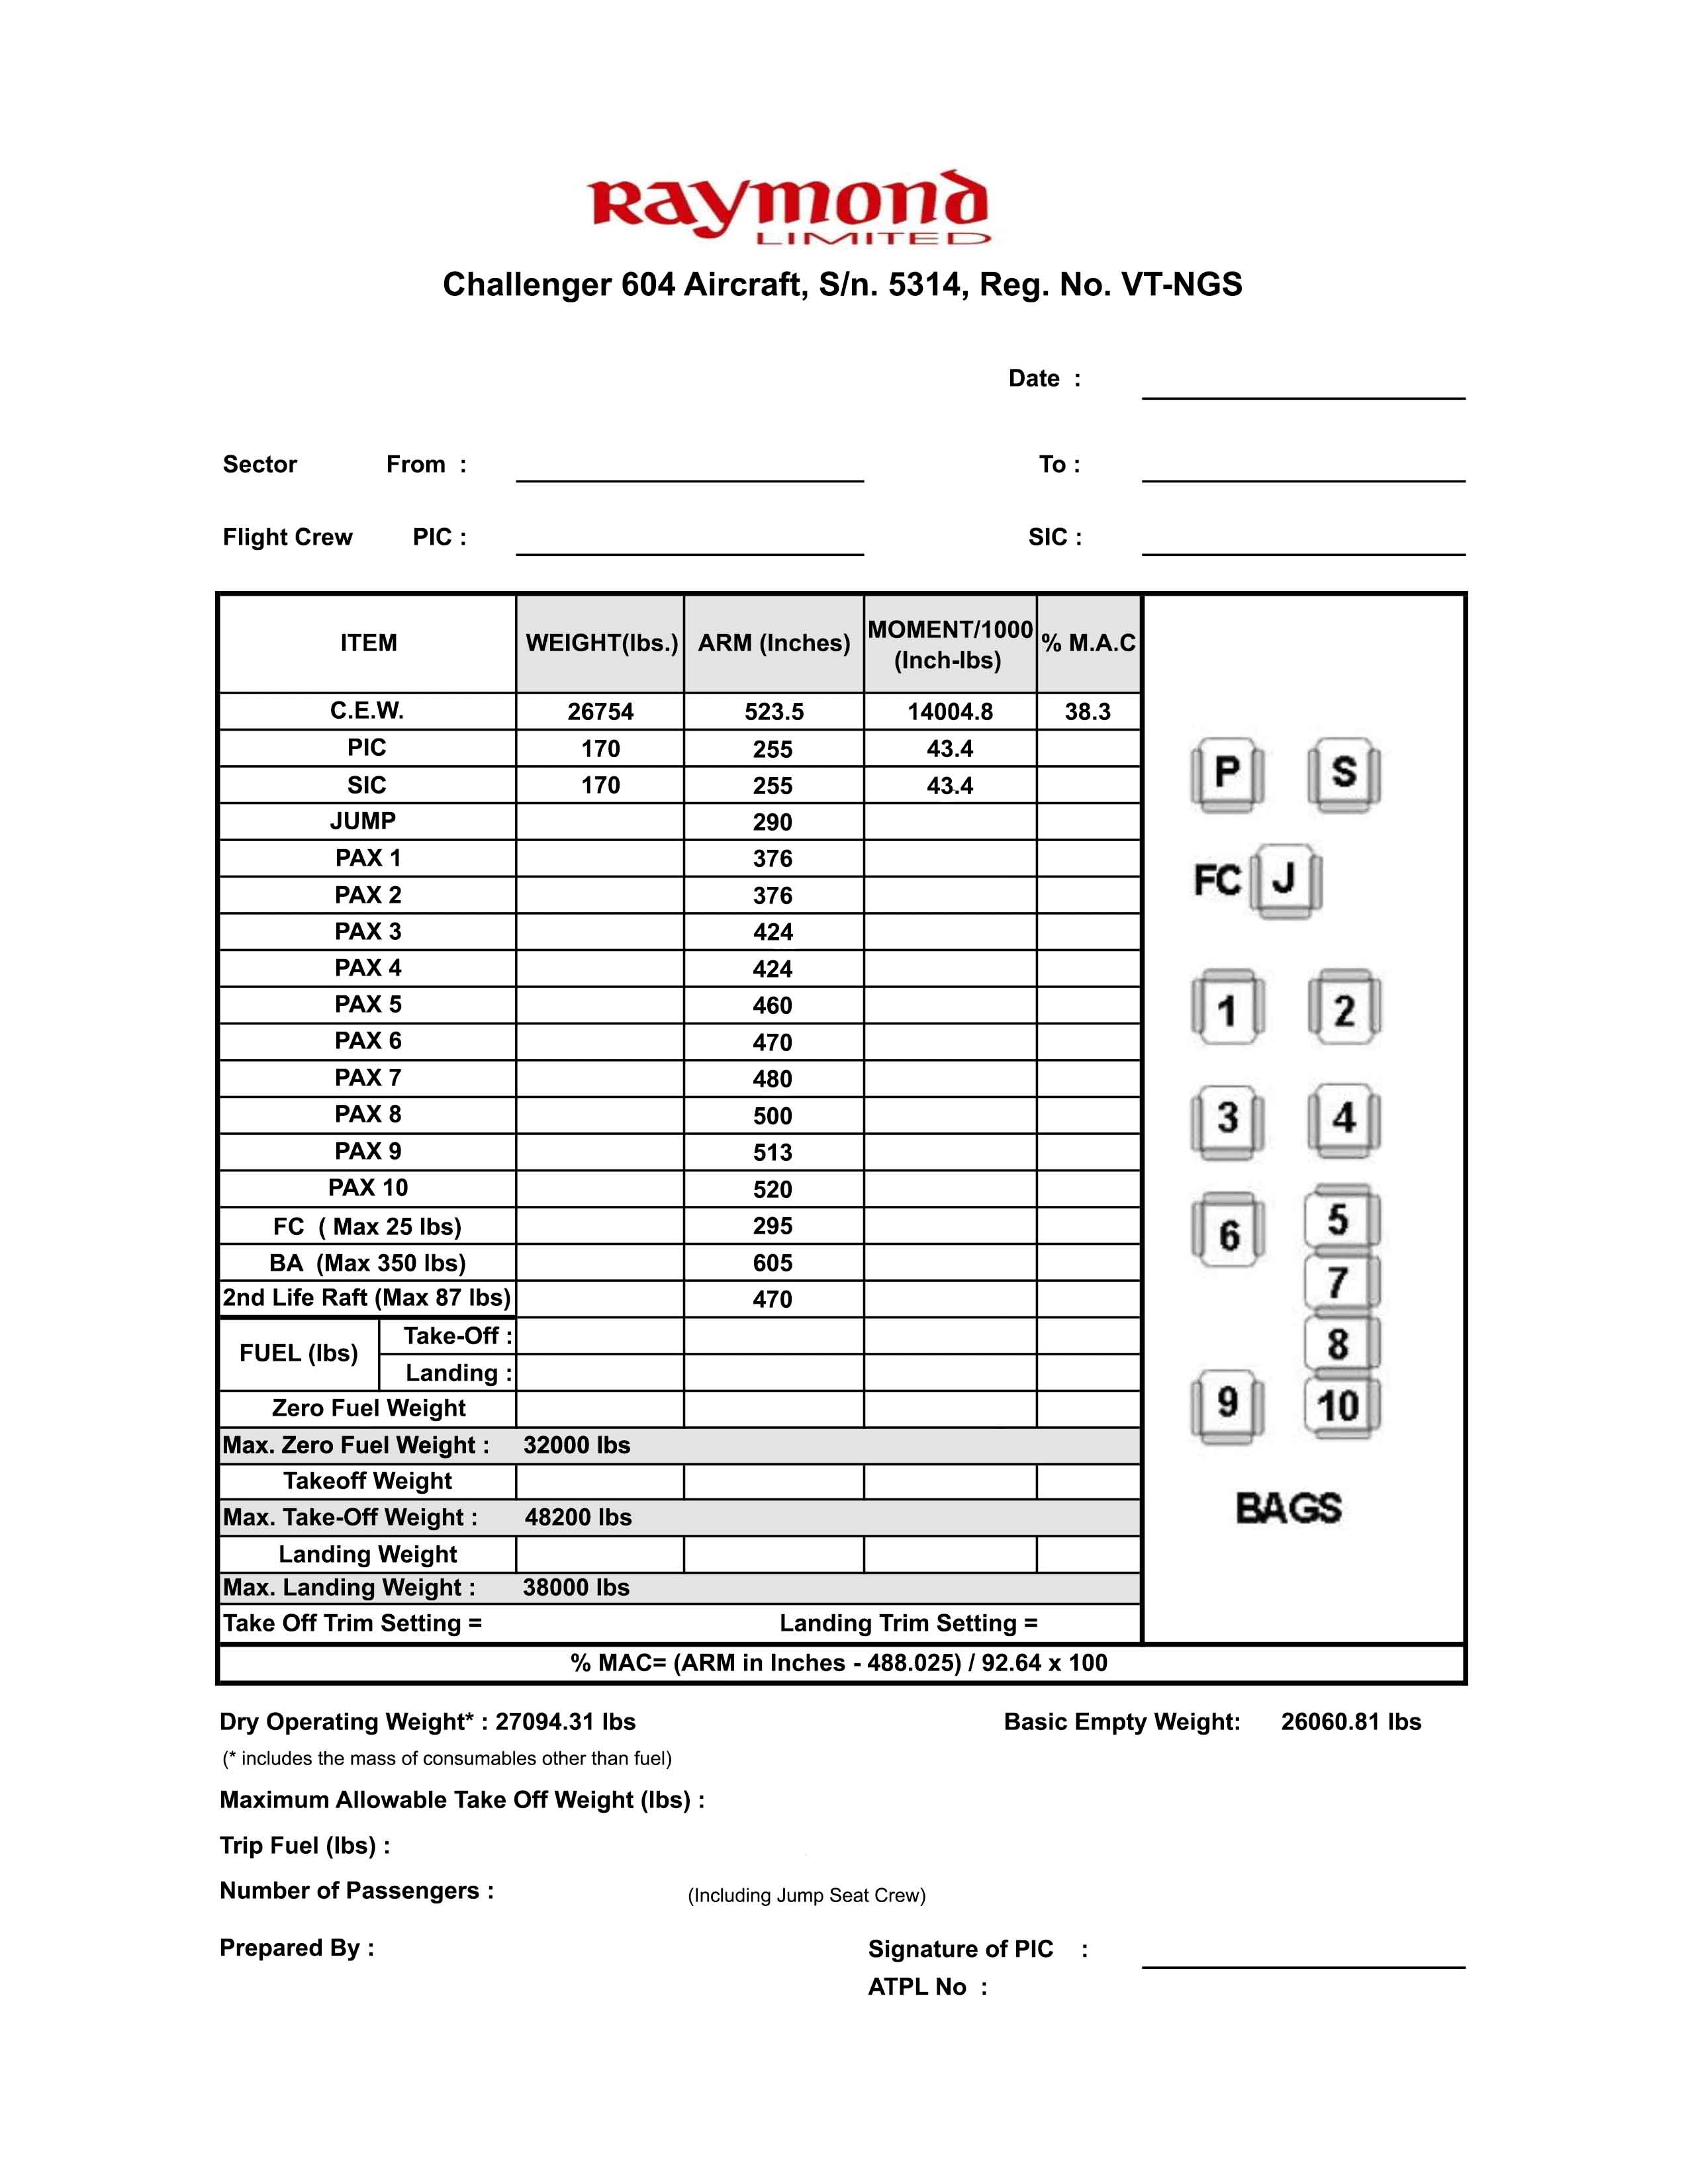 Raymond
LIMITED
Challenger 604 Aircraft, S/n. 5314, Reg. No. VT-NGS
Date :
Sector From : To :
Flight Crew PIC : SIC :
ITEM WEIGHT(lbs.) ARM (Inches) MOMENT/1000 (Inch-lbs) % M.A.C
C.E.W. 26754 523.5 14004.8 38.3
PIC 170 255 43.4
SIC 170 255 43.4
JUMP 290
PAX 1 376
PAX 2 376
PAX 3 424
PAX 4 424
PAX 5 460
PAX 6 470
PAX 7 480
PAX 8 500
PAX 9 513
PAX 10 520
FC ( Max 25 lbs) 295
BA (Max 350 lbs) 605
2nd Life Raft (Max 87 lbs) 470
FUEL (lbs) Take-Off :
Landing :
Zero Fuel Weight
Max. Zero Fuel Weight : 32000 lbs
Takeoff Weight
Max. Take-Off Weight : 48200 lbs
Landing Weight
Max. Landing Weight : 38000 lbs
Take Off Trim Setting = Landing Trim Setting =
P S
FC J
1 2
3 4
6 5
7
8
9 10
BAGS
% MAC= (ARM in Inches - 488.025) / 92.64 x 100
Dry Operating Weight* : 27094.31 lbs Basic Empty Weight: 26060.81 lbs
(* includes the mass of consumables other than fuel)
Maximum Allowable Take Off Weight (lbs) :
Trip Fuel (lbs) :
Number of Passengers : (Including Jump Seat Crew)
Prepared By : Signature of PIC :
ATPL No :